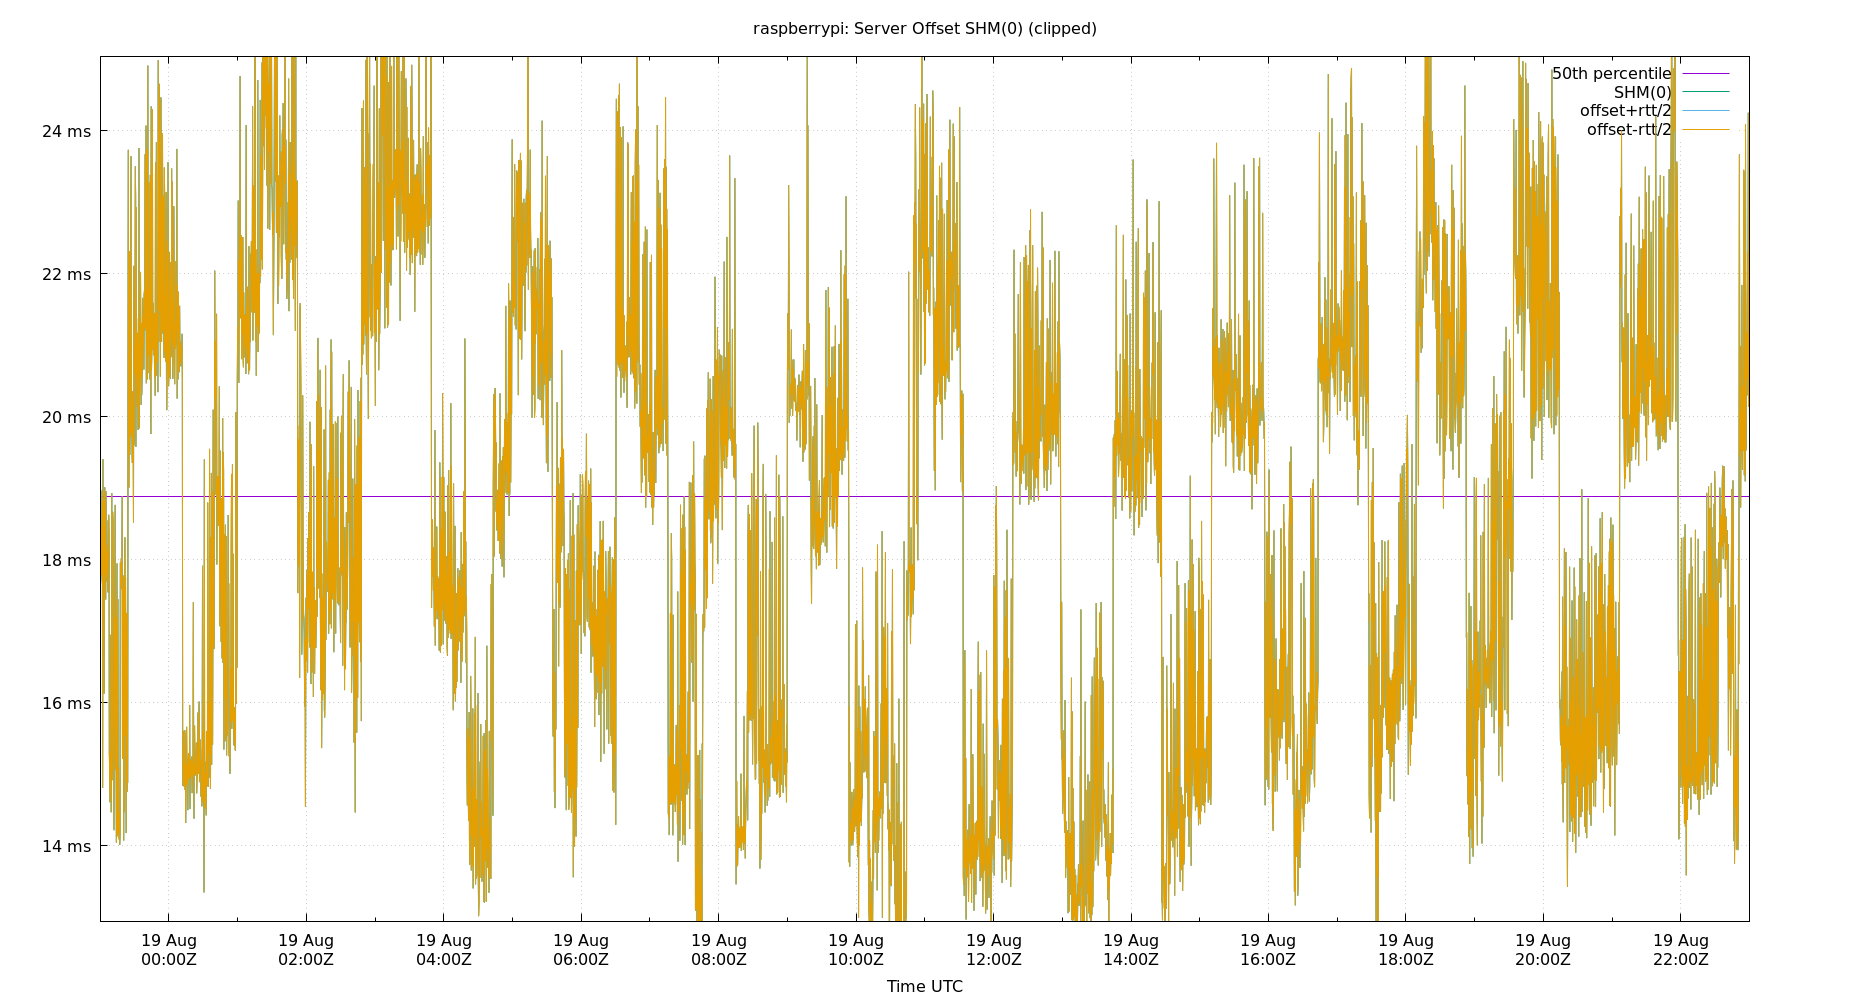 raspberrypi: Server Offset SHM(0) (clipped)
50th percentile
SHM(0)
offset+rtt/2
offset-rtt/2
24 ms
22 ms
20 ms
18 ms
16 ms
14 ms
19 Aug 19 Aug 19 Aug 19 Aug 19 Aug 19 Aug 19 Aug 19 Aug 19 Aug 19 Aug 19 Aug 19 Aug
00:00Z 02:00Z 04:00Z 06:00Z 08:00Z 10:00Z 12:00Z 14:00Z 16:00Z 18:00Z 20:00Z 22:00Z
Time UTC